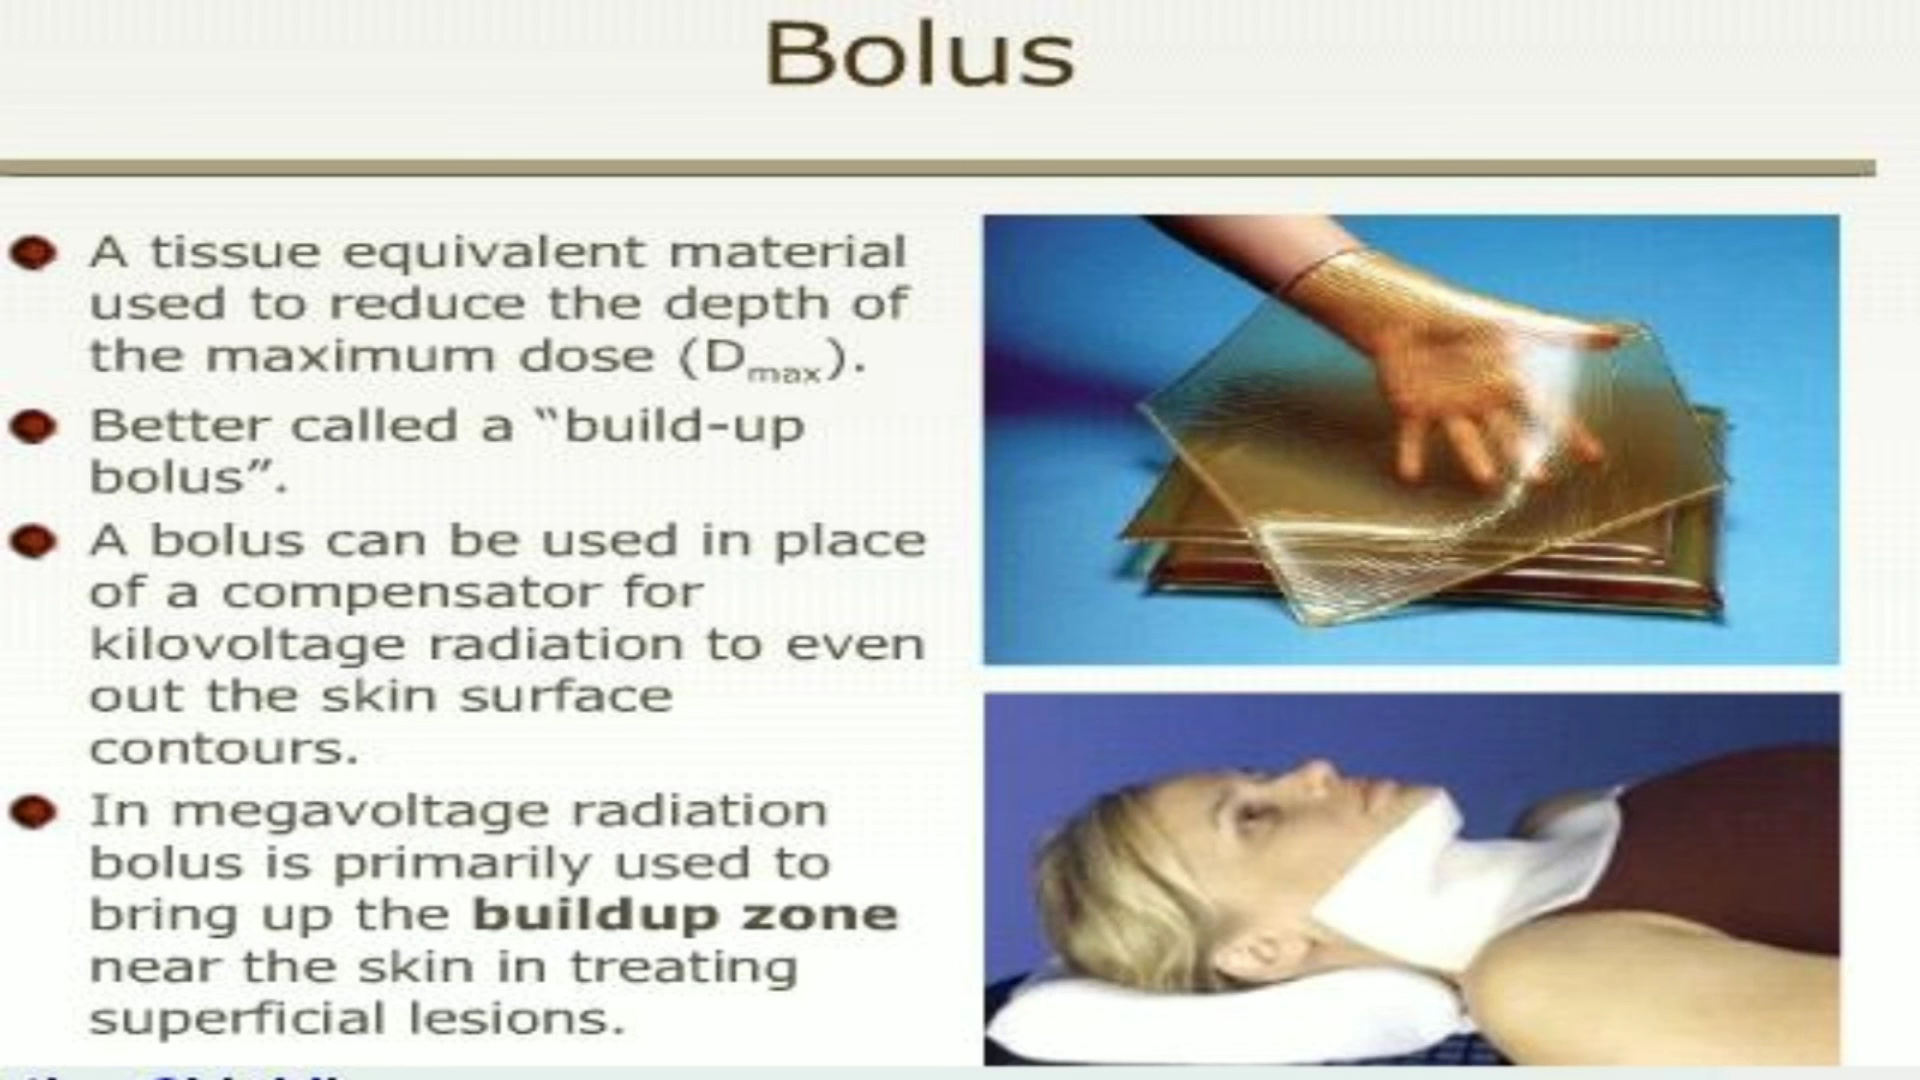 Bolus
A tissue equivalent material
used to reduce the depth of
the maximum dose (Dmax).
Better called a “build-up
bolus”.
A bolus can be used in place
of a compensator for
kilovoltage radiation to even
out the skin surface
contours.
In megavoltage radiation
bolus is primarily used to
bring up the buildup zone
near the skin in treating
superficial lesions.